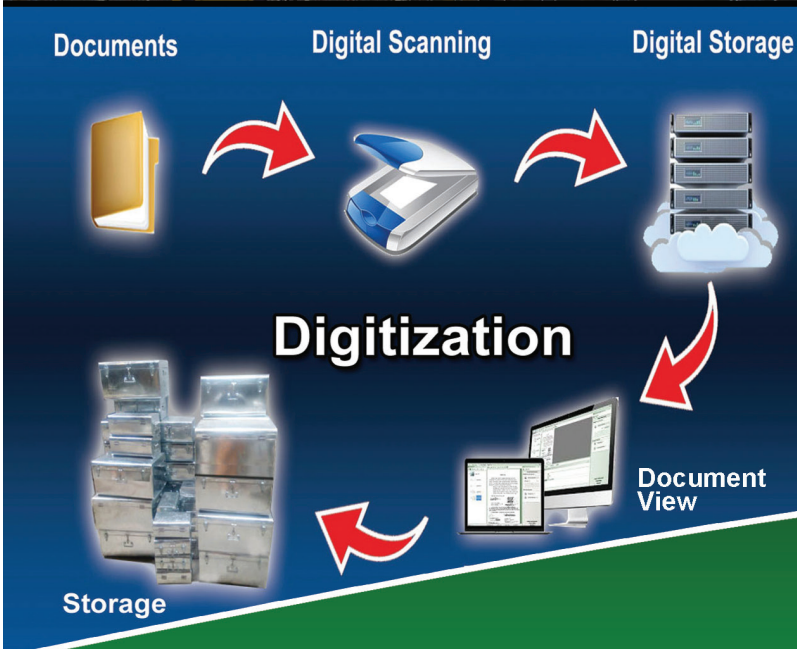 Documents
Digital Scanning
Digital Storage
Digitization
Document
View
Storage